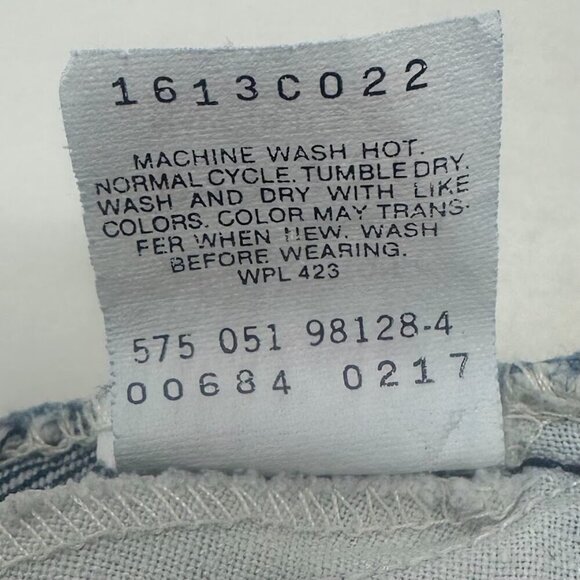 1613C022
MACHINE WASH HOT.
NORMAL CYCLE. TUMBLE DRY.
WASH AND DRY WITH LIKE
COLORS. COLOR MAY TRANS-
FER WHEN NEW. WASH
BEFORE WEARING.
WPL 423
575 051 98128-4
00684 0217